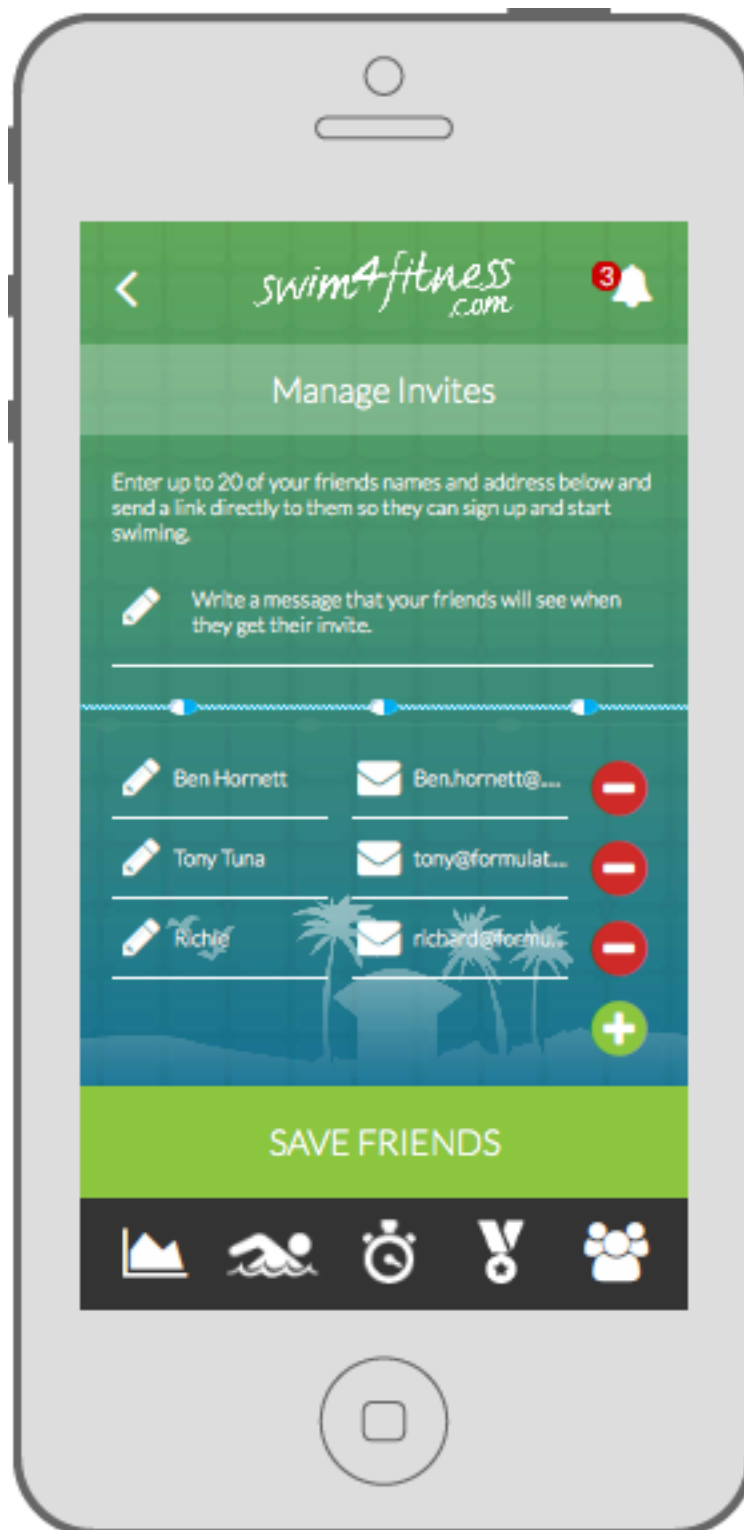 swim4fitness
.com
3
Manage Invites
Enter up to 20 of your friends names and address below and
send a link directly to them so they can sign up and start
swiming.
Write a message that your friends will see when
they get their invite.
Ben Hornett Ben.hornett@....
Tony Tuna tony@formulat...
Richie richard@formu...
SAVE FRIENDS